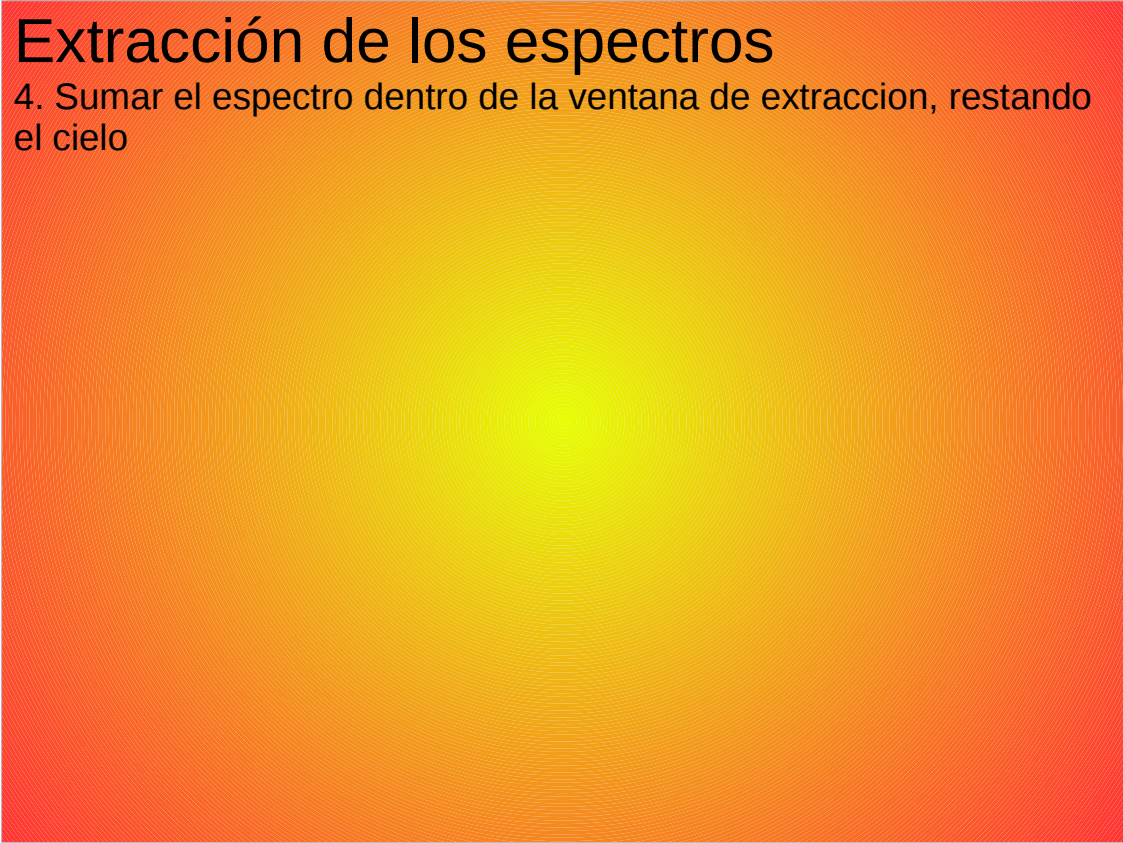 Extracción de los espectros
4. Sumar el espectro dentro de la ventana de extraccion, restando
el cielo